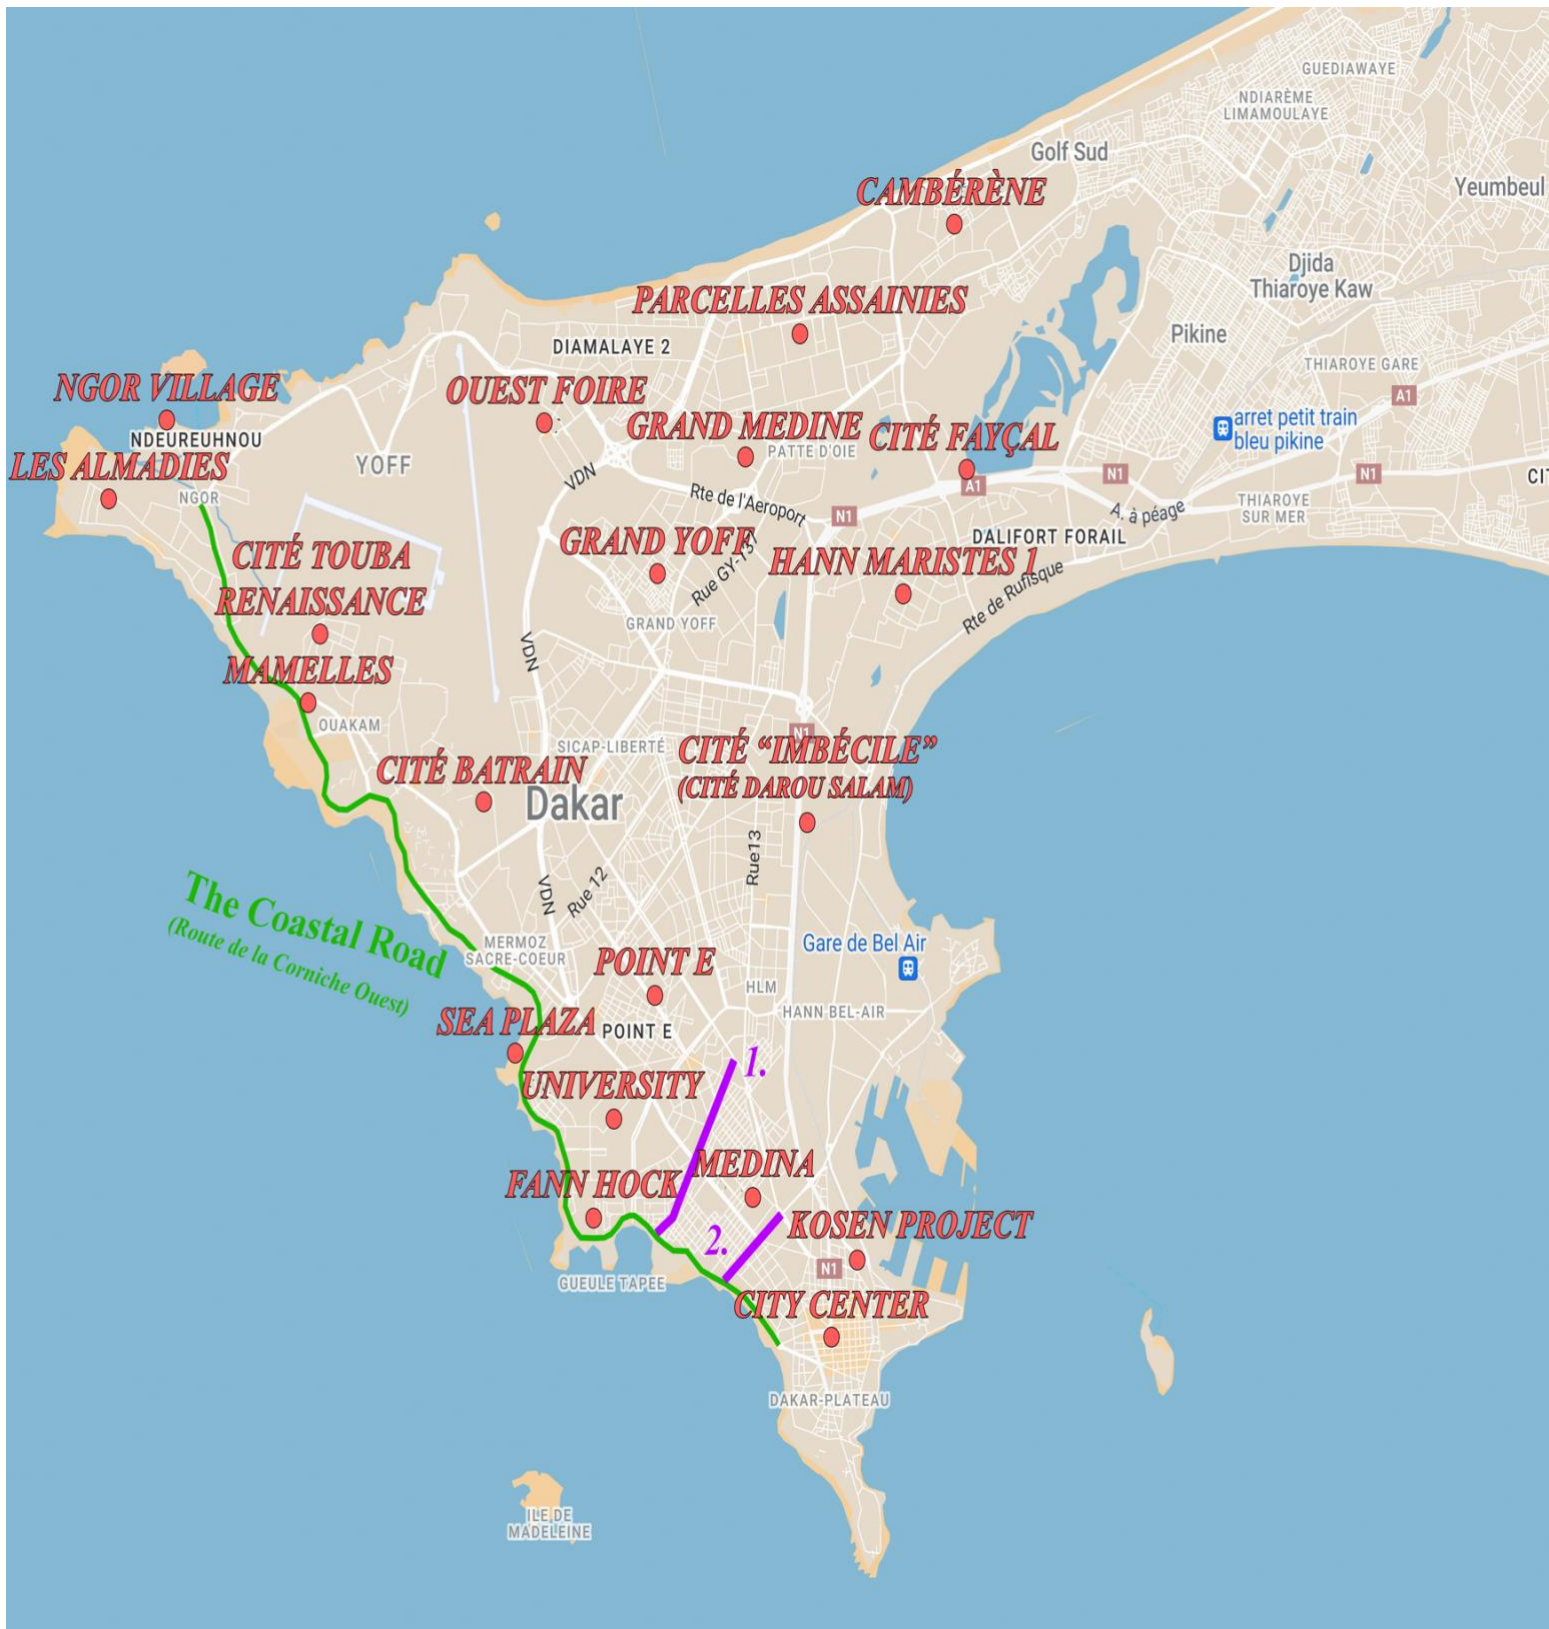 GUEDIAWAYE
NDIARÈME
LIMAMOULAYE
Golf Sud
CAMBÉRÈNE
Yeumbeul
Djida
Thiaroye Kaw
PARCELLES ASSAINIES
Pikine
DIAMALAYE 2
THIAROYE GARE
NGOR VILLAGE
OUEST FOIRE
A1
NDEUREUHNOU
GRAND MEDINE
CITÉ FAYÇAL
arret petit train
bleu pikine
PATTE D'OIE
LES ALMADIES
YOFF
VDN
N1
N1
CIT
NGOR
A1
Rte de l'Aeroport
N1
A. à péage
THIAROYE
SUR MER
CITÉ TOUBA
RENAISSANCE
GRAND YOFF
Rue GY-137
DALIFORT FORAIL
HANN MARISTES 1
Rte de Rufisque
GRAND YOFF
VDN
MAMELLES
OUAKAM
N1
SICAP-LIBERTÉ
CITÉ “IMBÉCILE”
(CITÉ DAROU SALAM)
CITÉ BATRAIN
Dakar
Rue13
VDN
Rue 12
The Coastal Road
(Route de la Corniche Ouest)
MERMOZ
SACRE-COEUR
POINT E
Gare de Bel Air
HLM
HANN BEL-AIR
SEA PLAZA
POINT E
1.
UNIVERSITY
MEDINA
FANN HOCK
2.
KOSEN PROJECT
N1
GUEULE TAPEE
CITY CENTER
DAKAR-PLATEAU
ILE DE
MADELEINE